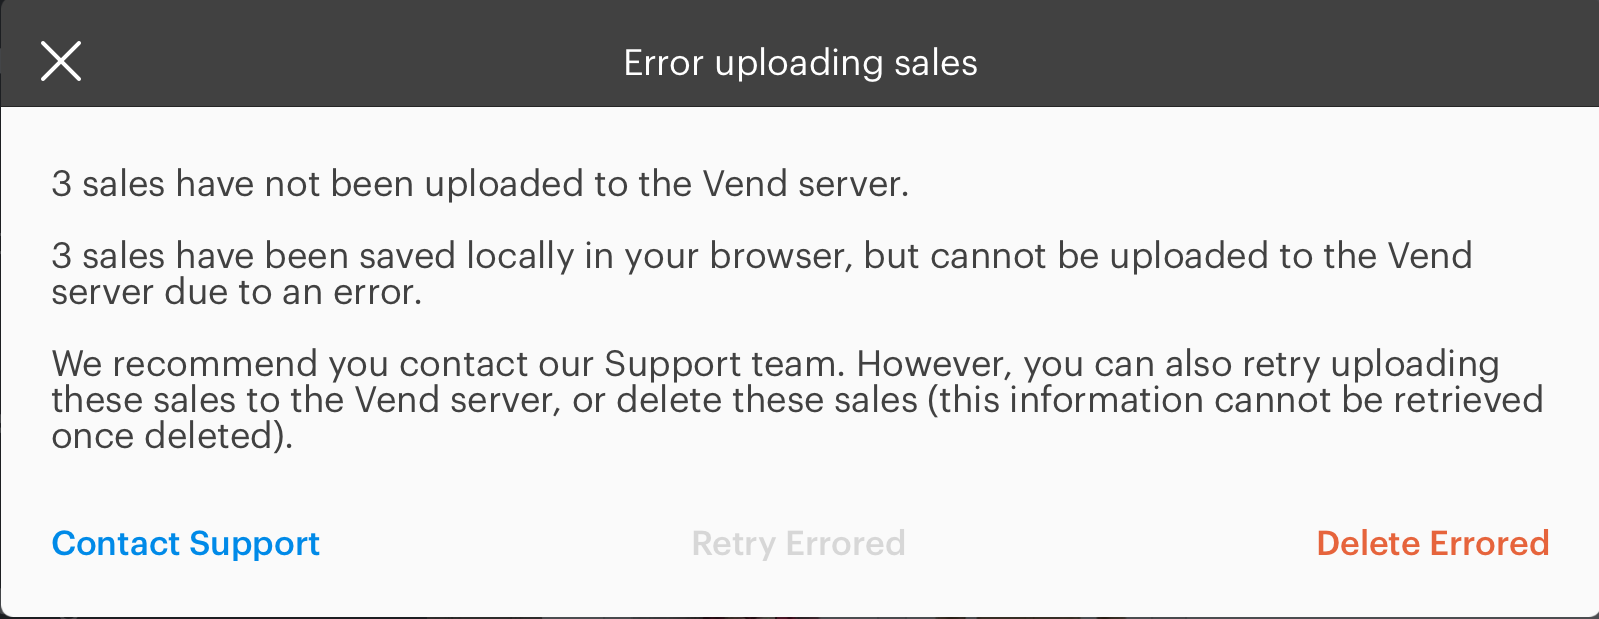 Error uploading sales
3 sales have not been uploaded to the Vend server.
3 sales have been saved locally in your browser, but cannot be uploaded to the Vend
server due to an error.
We recommend you contact our Support team. However, you can also retry uploading
these sales to the Vend server, or delete these sales (this information cannot be retrieved
once deleted).
Contact Support Retry Errored Delete Errored